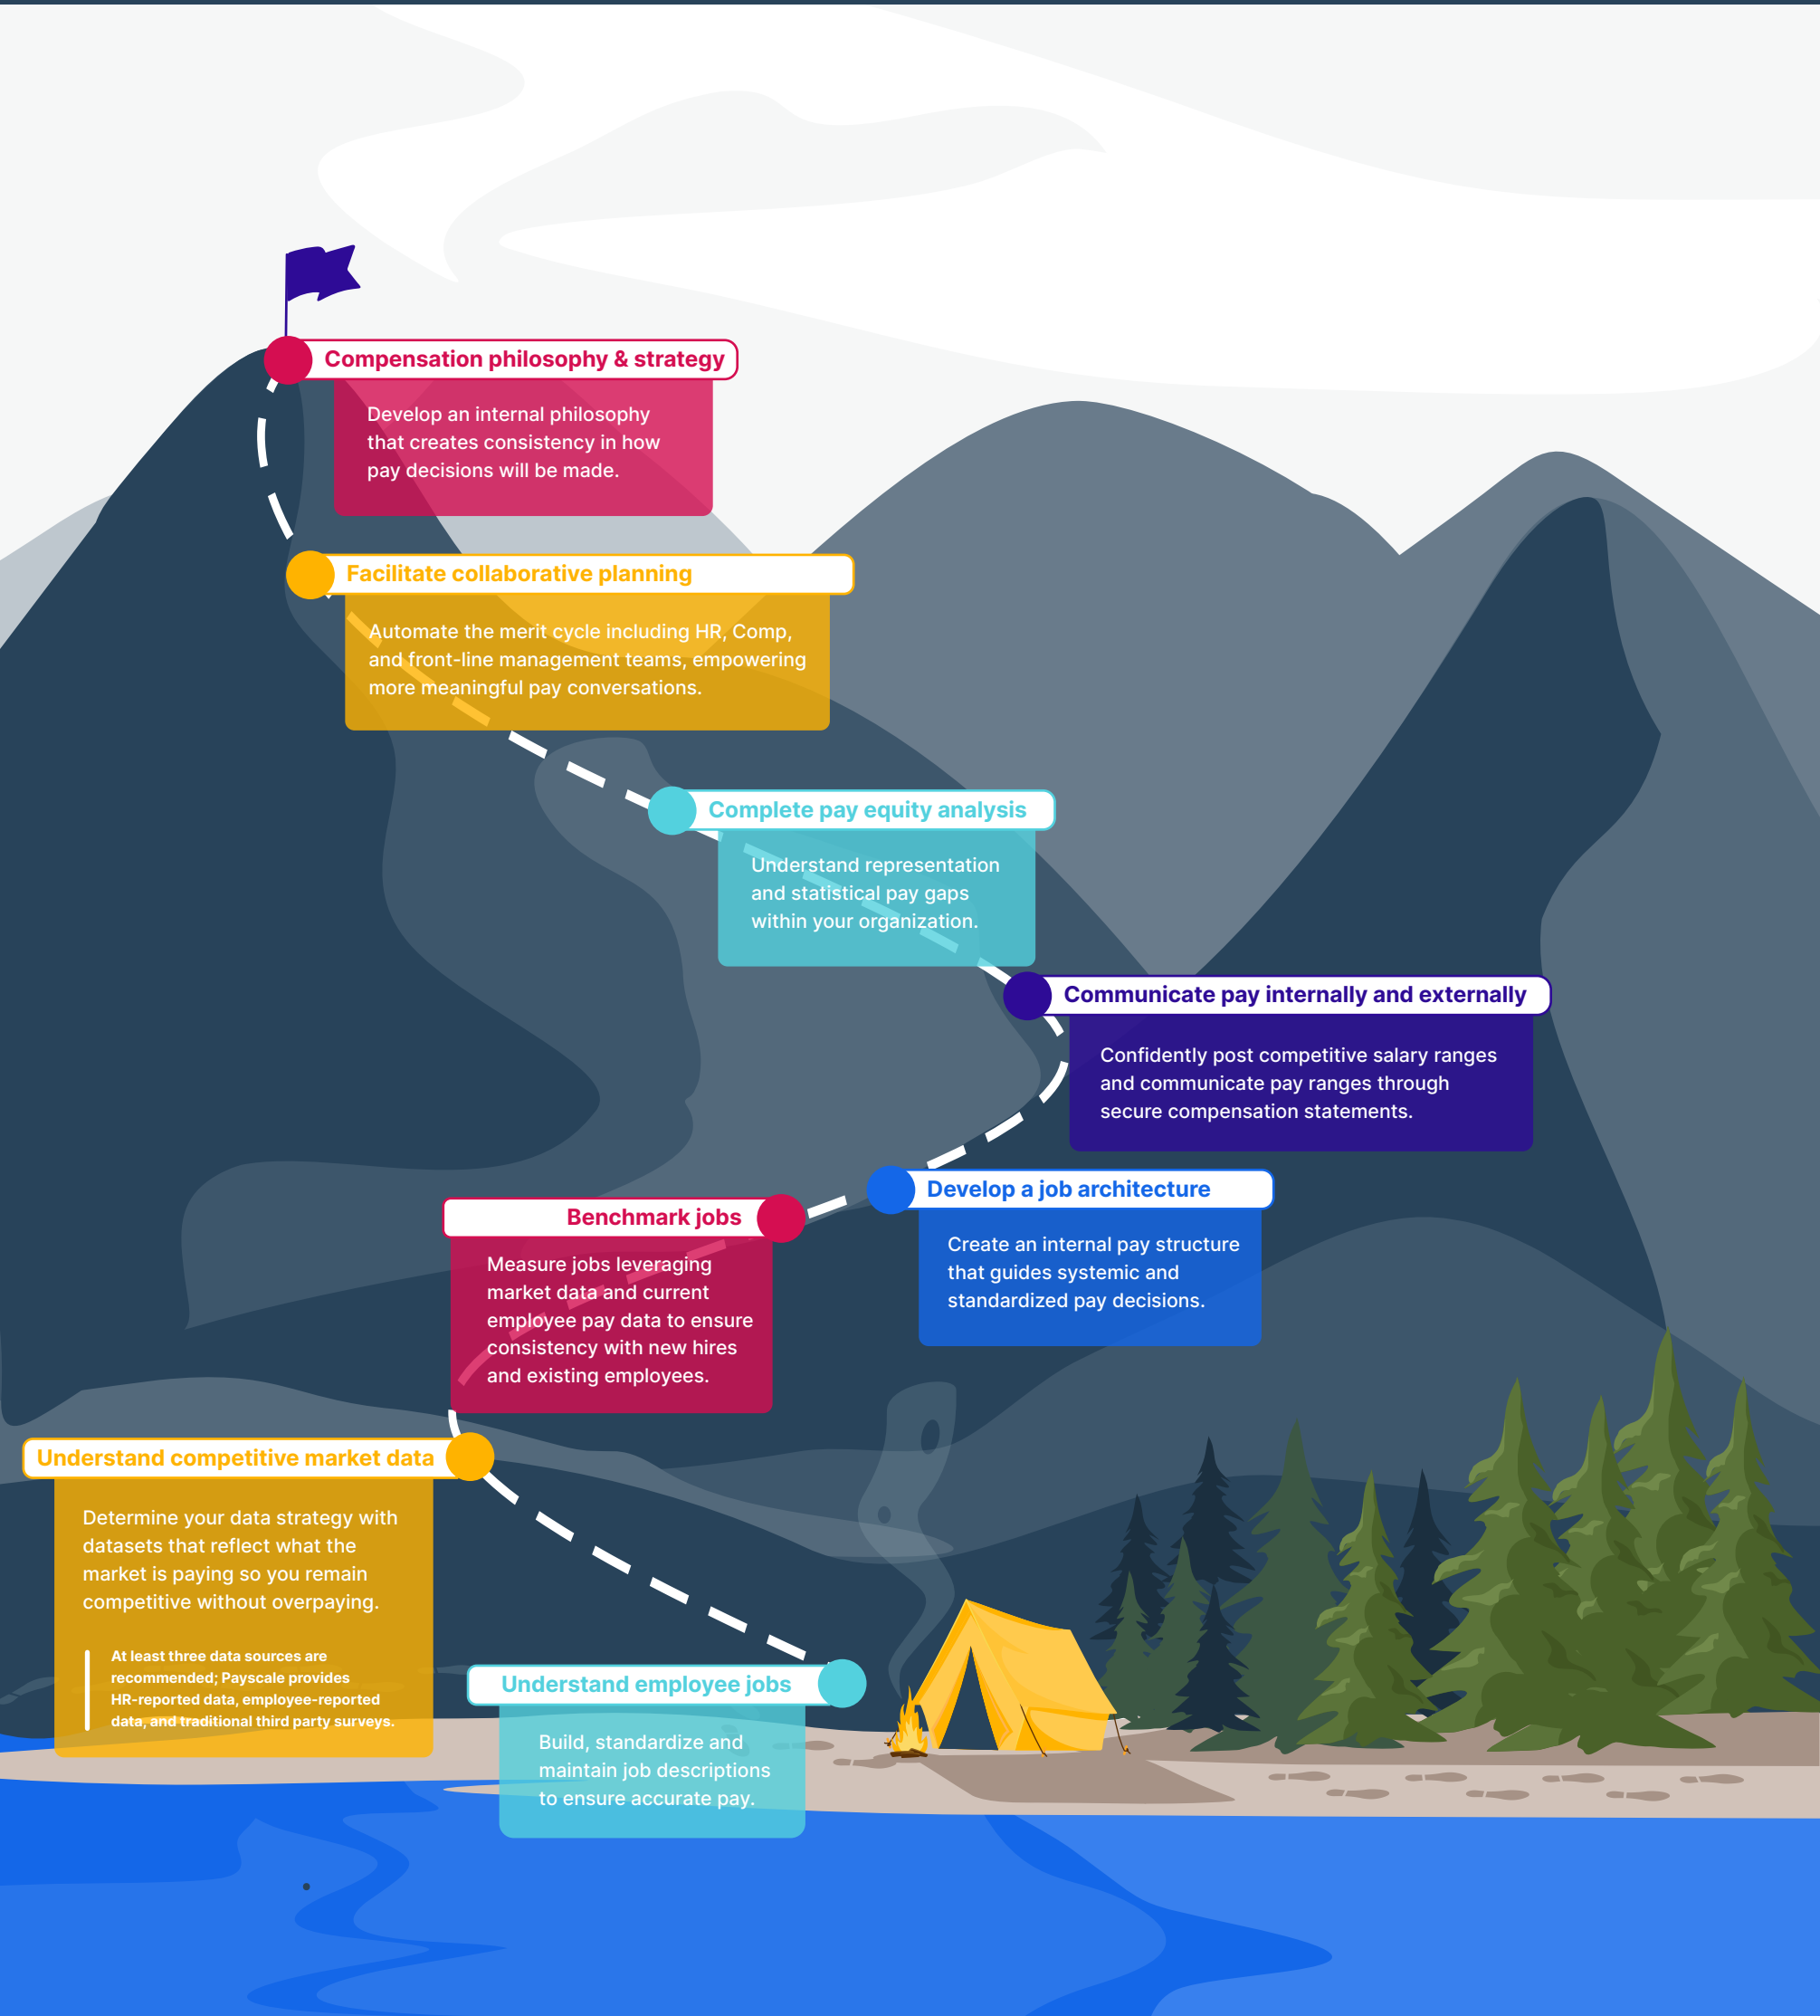 Compensation philosophy & strategy
Develop an internal philosophy
that creates consistency in how
pay decisions will be made.
Facilitate collaborative planning
Automate the merit cycle including HR, Comp,
and front-line management teams, empowering
more meaningful pay conversations.
Complete pay equity analysis
Understand representation
and statistical pay gaps
within your organization.
Communicate pay internally and externally
Confidently post competitive salary ranges
and communicate pay ranges through
secure compensation statements.
Develop a job architecture
Create an internal pay structure
that guides systemic and
standardized pay decisions.
Benchmark jobs
Measure jobs leveraging
market data and current
employee pay data to ensure
consistency with new hires
and existing employees.
Understand competitive market data
Determine your data strategy with
datasets that reflect what the
market is paying so you remain
competitive without overpaying.
At least three data sources are
recommended; Payscale provides
HR-reported data, employee-reported
data, and traditional third party surveys.
Understand employee jobs
Build, standardize and
maintain job descriptions
to ensure accurate pay.